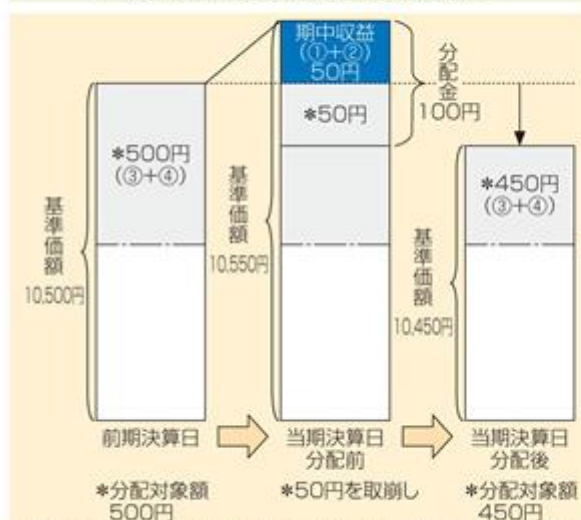 期中収益
(①+②)
50円
*50円
分配金
100円
*500円
(③+④)
*450円
(③+④)
基準価額
10,500円
基準価額
10,550円
基準価額
10,450円
前期決算日
当期決算日
分配前
当期決算日
分配後
*分配対象額
500円
*50円を取崩し
*分配対象額
450円